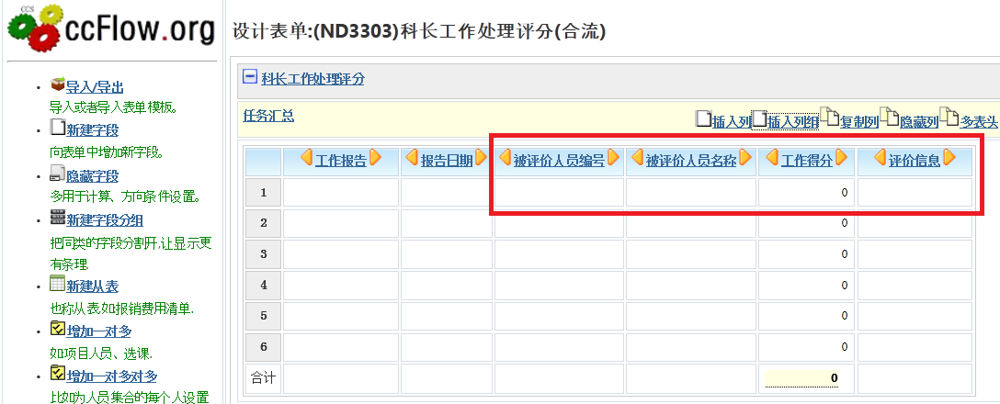 CCS
ccFlow.org
导入/导出
导入或者导入表单模板。
新建字段
向表单中增加新字段。
隐藏字段
多用于计算、方向条件设置。
新建字段分组
把同类的字段分割开,让显示更
有条理.
新建从表
也称从表如报销费用清单.
增加一对多
如项目人员、选课.
增加一对多对多
比如为人员集合的每个人设置
设计表单:(ND3303)科长工作处理评分(合流)
科长工作处理评分
任务汇总 插入列 插入列组 复制列 隐藏列 多表头
工作报告 报告日期 被评价人员编号 被评价人员名称 工作得分 评价信息
1 0
2 0
3 0
4 0
5 0
6 0
合计 0